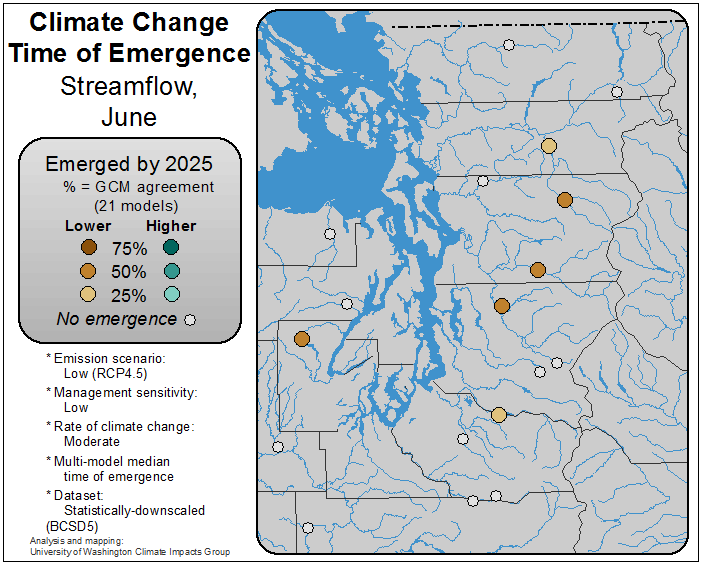 Climate Change
Time of Emergence
Streamflow,
June
Emerged by 2025
% = GCM agreement
(21 models)
Lower Higher
75%
50%
25%
No emergence
* Emission scenario:
Low (RCP4.5)
* Management sensitivity:
Low
* Rate of climate change:
Moderate
* Multi-model median
time of emergence
* Dataset:
Statistically-downscaled
(BCSD5)
Analysis and mapping:
University of Washington Climate Impacts Group